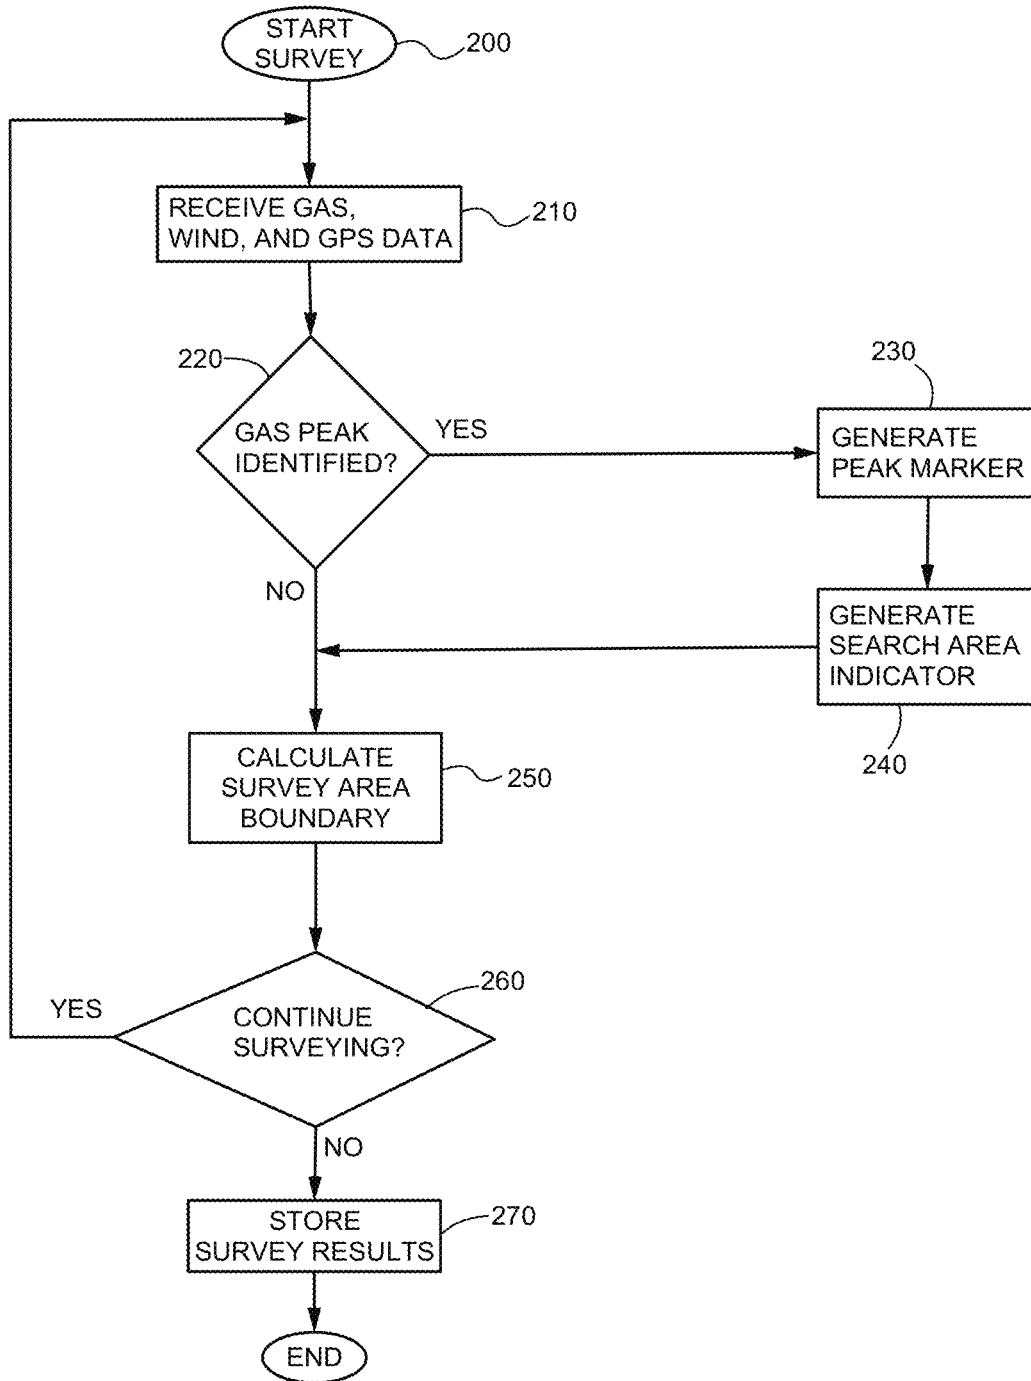 START
SURVEY
200
RECEIVE GAS,
WIND, AND GPS DATA
210
220
GAS PEAK
IDENTIFIED?
YES
230
GENERATE
PEAK MARKER
NO
GENERATE
SEARCH AREA
INDICATOR
240
CALCULATE
SURVEY AREA
BOUNDARY
250
260
YES
CONTINUE
SURVEYING?
NO
STORE
SURVEY RESULTS
270
END